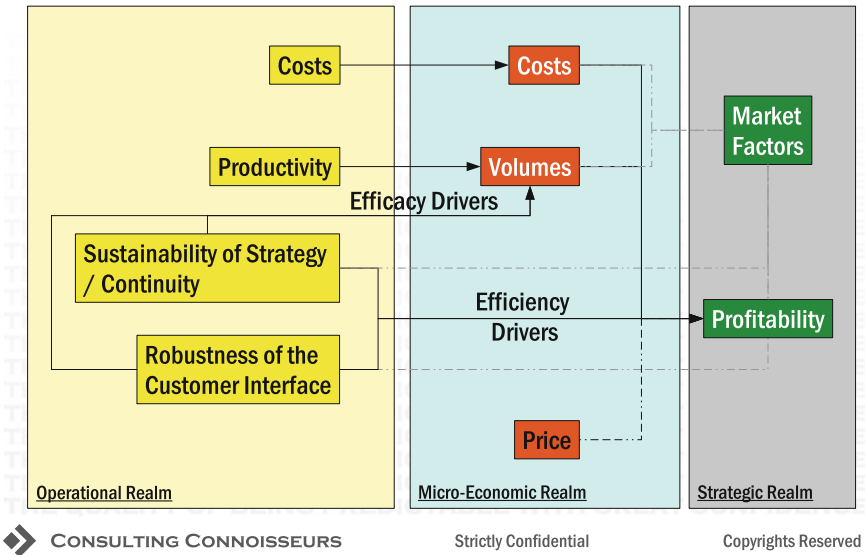 Costs
Costs
Market
Factors
Productivity
Volumes
Efficacy Drivers
Sustainability of Strategy
/ Continuity
Efficiency
Drivers
Profitability
Robustness of the
Customer Interface
Price
Operational Realm
Micro-Economic Realm
Strategic Realm
CONSULTING CONNOISSEURS
Strictly Confidential
Copyrights Reserved